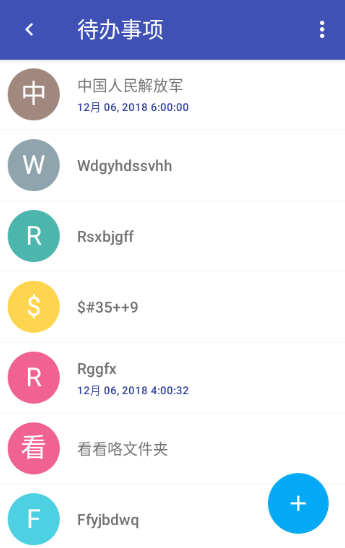 待办事项
中
中国人民解放军
12月 06, 2018 6:00:00
W
Wdgyhdssvhh
R
Rsxbjgff
$
$#35++9
R
Rggfx
12月 06, 2018 4:00:32
看
看看咯文件夹
F
Ffyjbdwq